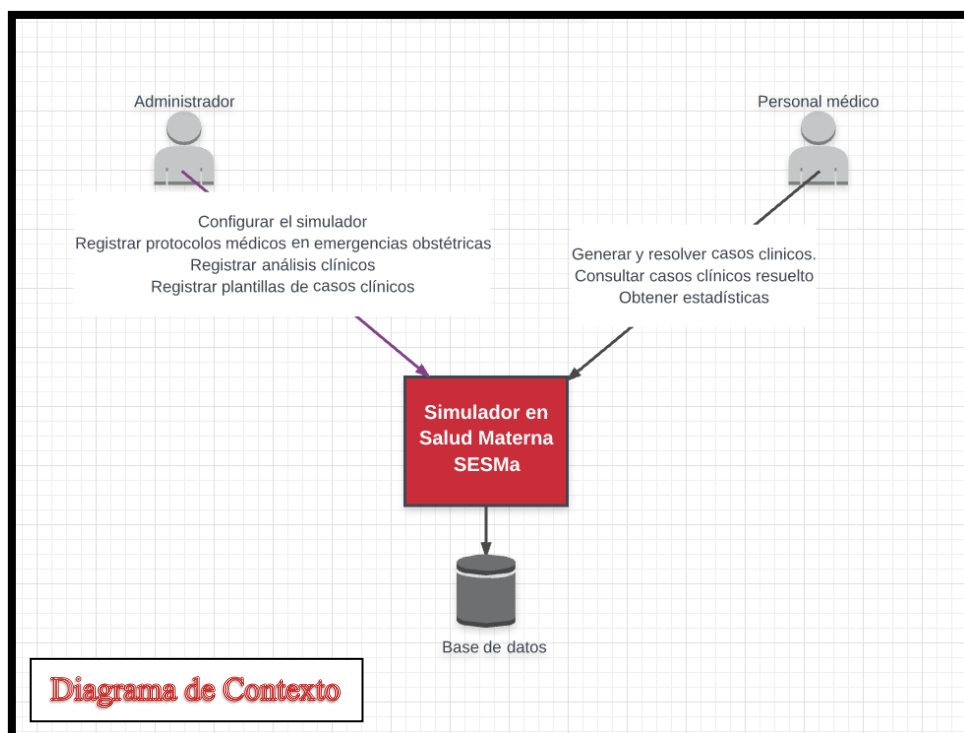 Administrador
Personal médico
Configurar el simulador
Registrar protocolos médicos en emergencias obstétricas
Registrar análisis clínicos
Registrar plantillas de casos clínicos
Generar y resolver casos clinicos.
Consultar casos clínicos resuelto
Obtener estadísticas
Simulador en
Salud Materna
SESMa
Base de datos
Diagrama de Contexto